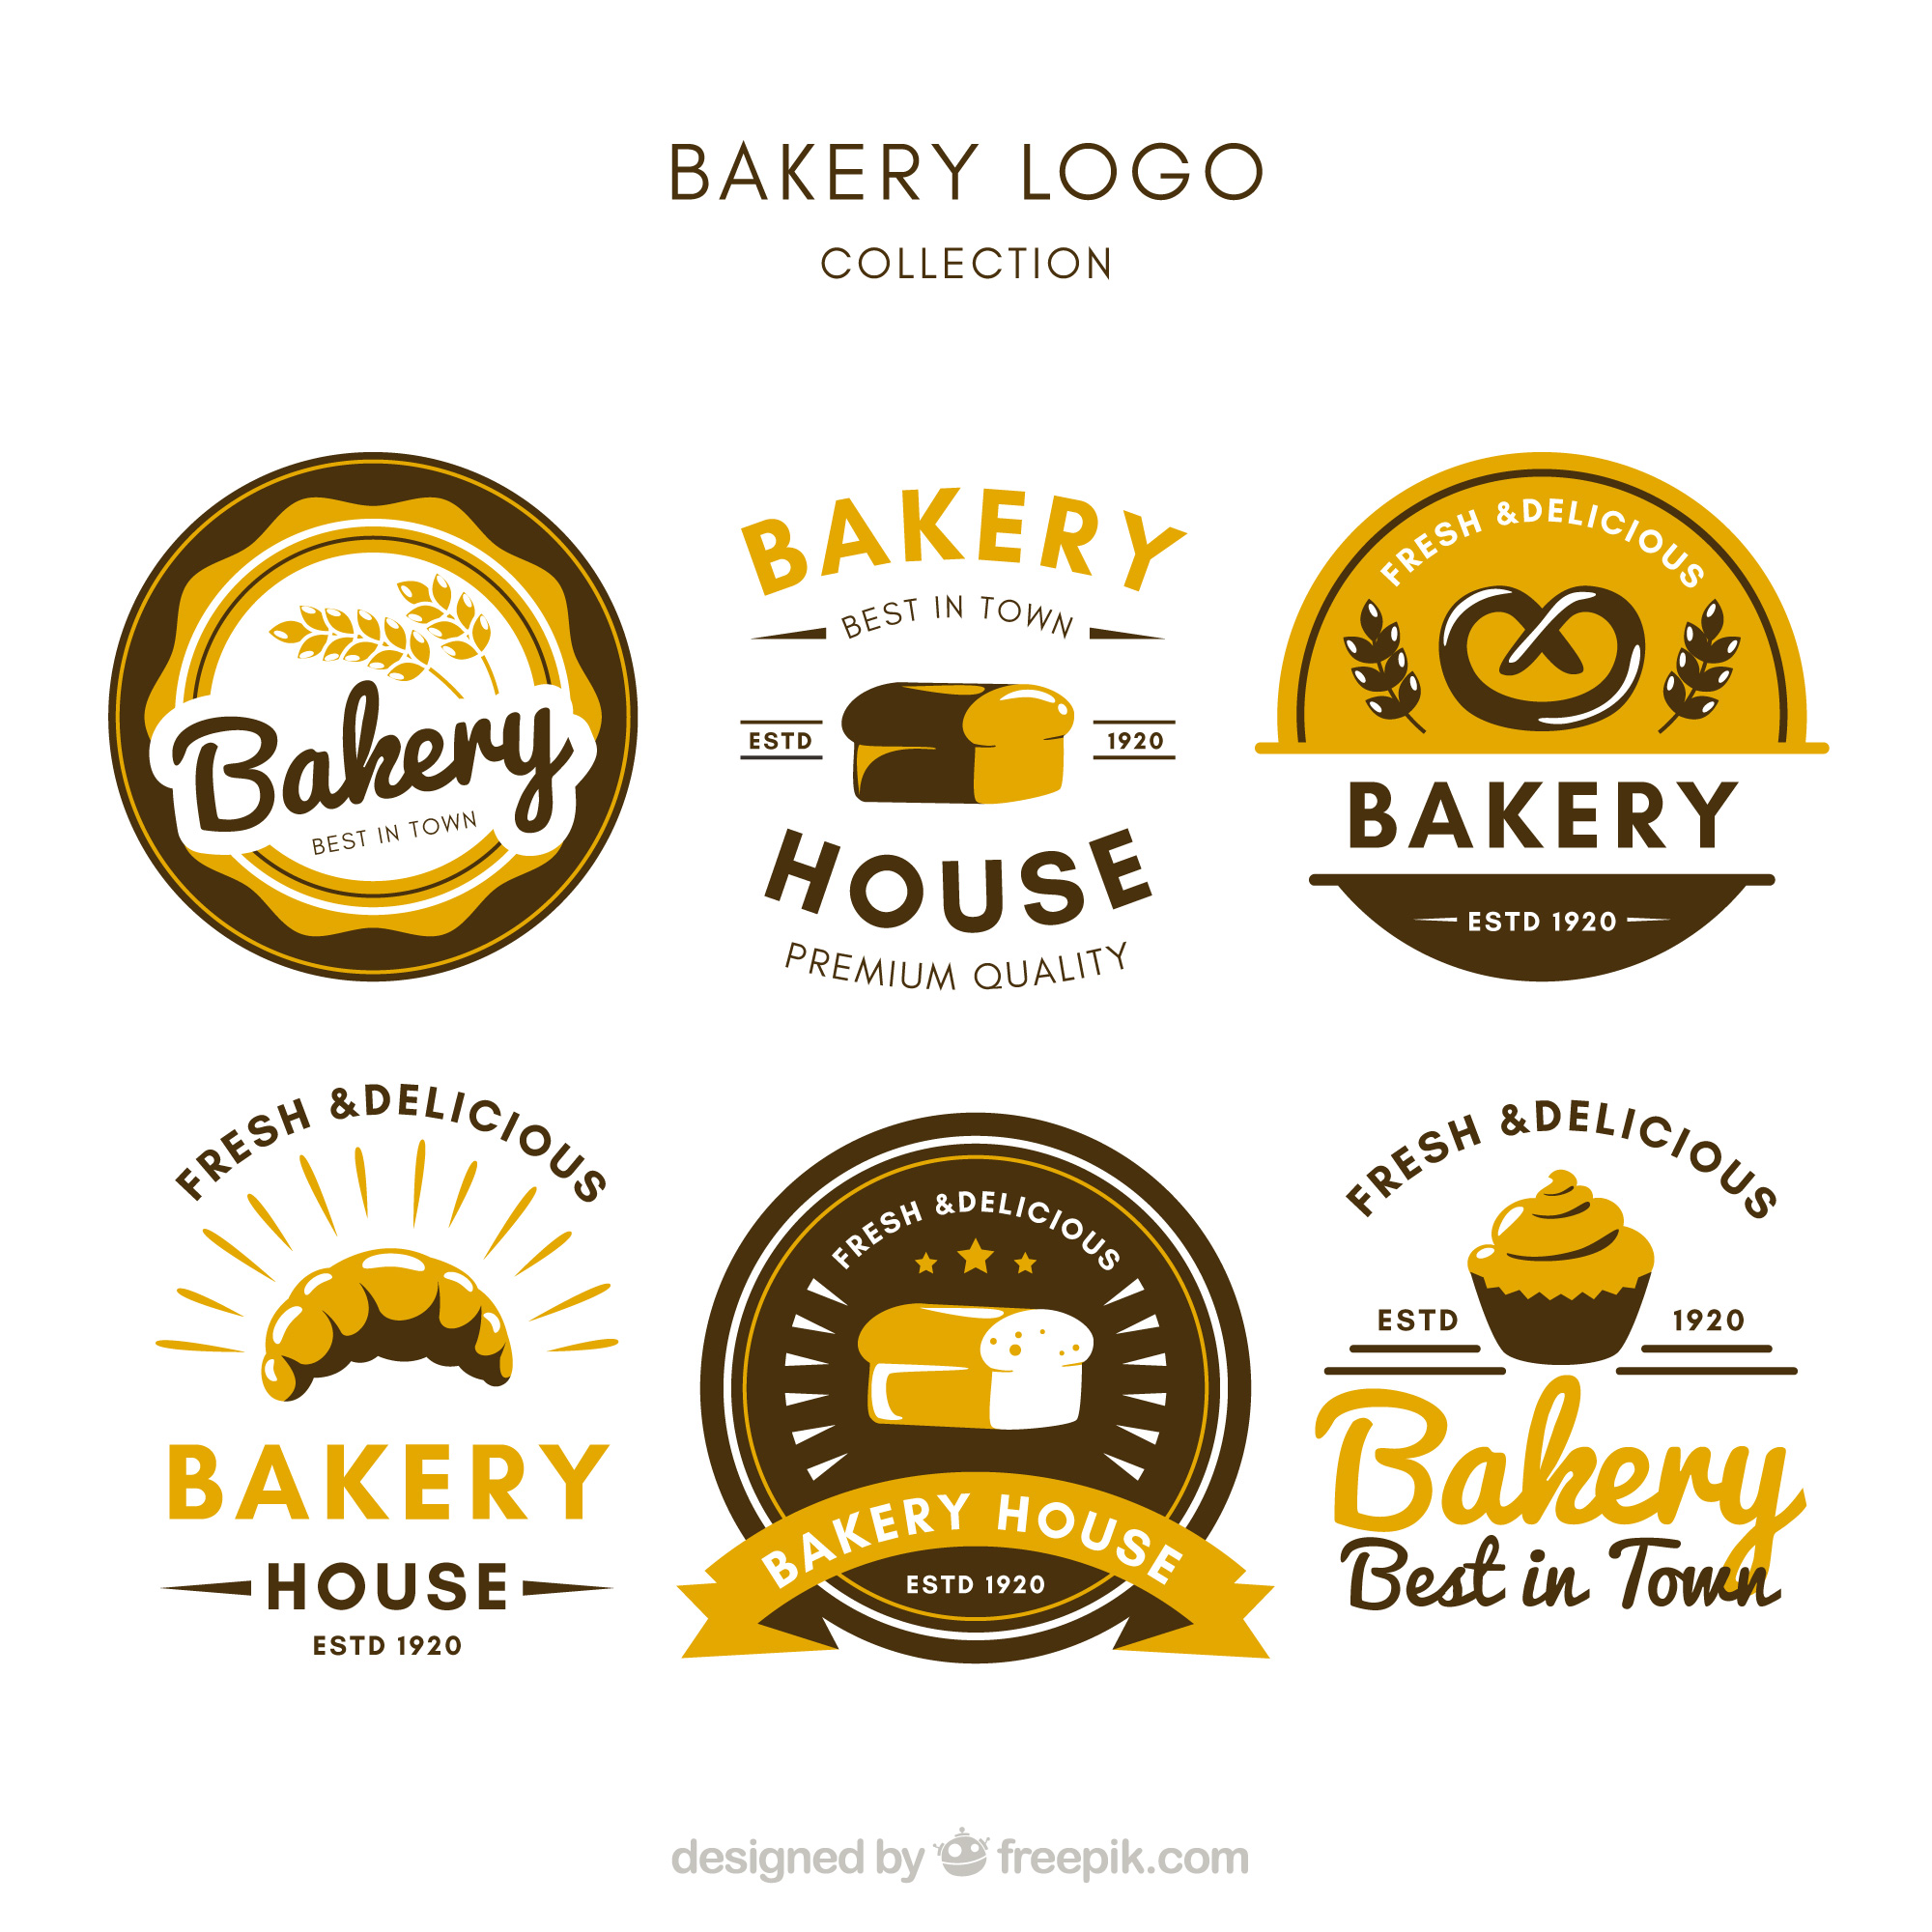 BAKERY LOGO
COLLECTION
Bakery
BEST IN TOWN
BAKERY
BEST IN TOWN
ESTD
1920
HOUSE
PREMIUM QUALITY
FRESH &DELICIOUS
BAKERY
ESTD 1920
FRESH &DELICIOUS
BAKERY
HOUSE
ESTD 1920
FRESH &DELICIOUS
BAKERY HOUSE
ESTD 1920
FRESH &DELICIOUS
ESTD
1920
Bakery
Best in Town
designed by freepik.com